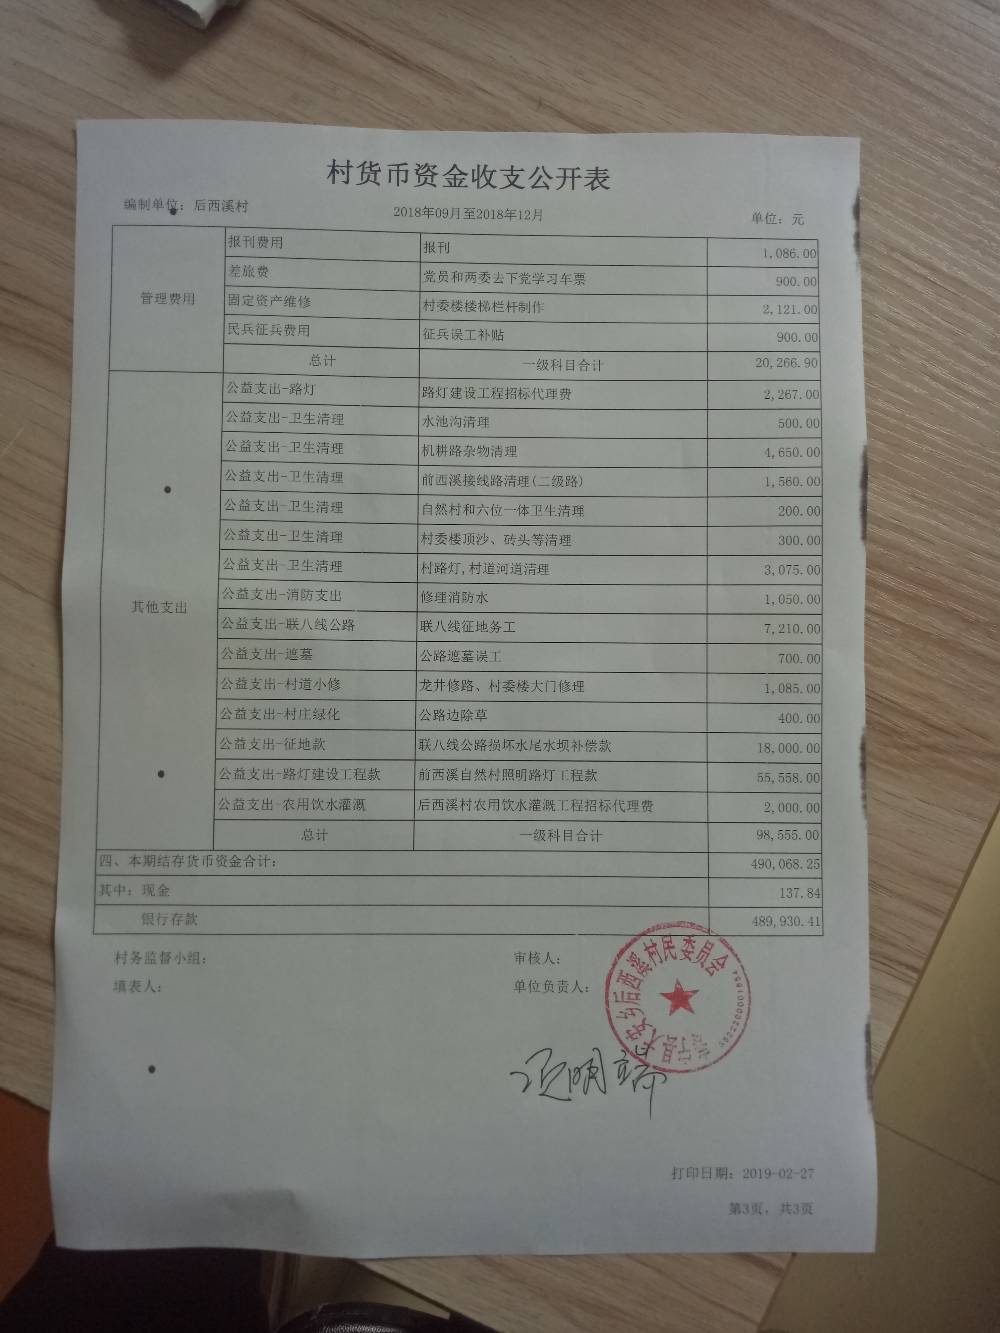 村货币资金收支公开表
编制单位：后西溪村 2018年09月至2018年12月 单位：元
管理费用 报刊费用 报刊 1,086.00
差旅费 党员和两委去下党学习车票 900.00
固定资产维修 村委楼楼梯栏杆制作 2,121.00
民兵征兵费用 征兵误工补贴 900.00
总计 一级科目合计 20,266.90
其他支出 公益支出-路灯 路灯建设工程招标代理费 2,267.00
公益支出-卫生清理 水池沟清理 500.00
公益支出-卫生清理 机耕路杂物清理 4,650.00
公益支出-卫生清理 前西溪接线路清理(二级路) 1,560.00
公益支出-卫生清理 自然村和六位一体卫生清理 200.00
公益支出-卫生清理 村委楼顶沙、砖头等清理 300.00
公益支出-卫生清理 村路灯,村道河道清理 3,075.00
公益支出-消防支出 修理消防水 1,050.00
公益支出-联八线公路 联八线征地务工 7,210.00
公益支出-遮墓 公路遮墓误工 700.00
公益支出-村道小修 龙井修路、村委楼大门修理 1,085.00
公益支出-村庄绿化 公路边除草 400.00
公益支出-征地款 联八线公路损坏水尾水坝补偿款 18,000.00
公益支出-路灯建设工程款 前西溪自然村照明路灯工程款 55,558.00
公益支出-农用饮水灌溉 后西溪村农用饮水灌溉工程招标代理费 2,000.00
总计 一级科目合计 98,555.00
四、本期结存货币资金合计： 490,068.25
其中：现金 137.84
银行存款 489,930.41
村务监督小组： 审核人：
填表人： 单位负责人：
大安乡后西溪村民委员会
打印日期：2019-02-27
第3页，共3页